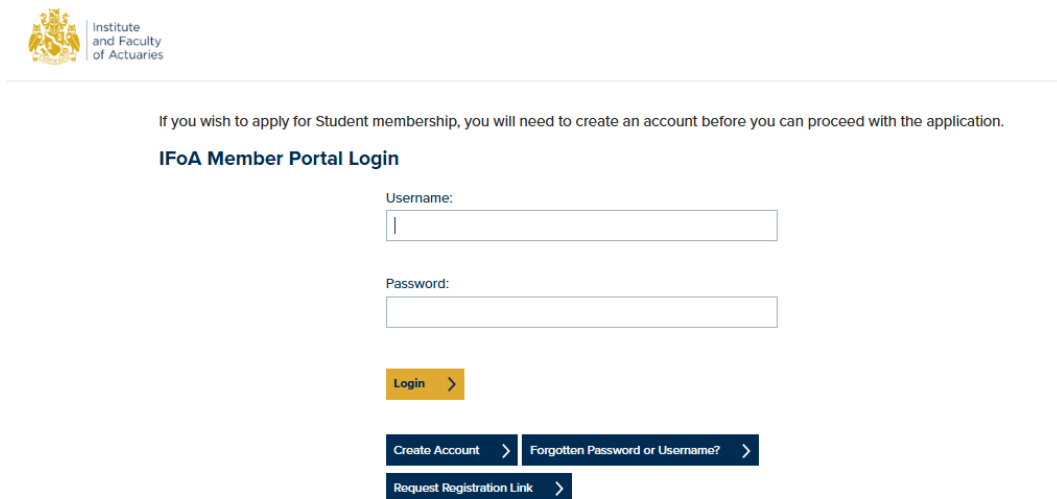 Institute
and Faculty
of Actuaries
If you wish to apply for Student membership, you will need to create an account before you can proceed with the application.
IFoA Member Portal Login
Username:
Password:
Login
Create Account
Forgotten Password or Username?
Request Registration Link